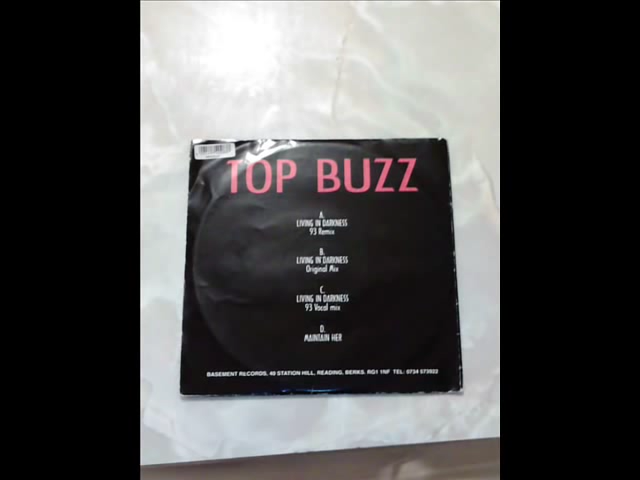 TOP BUZZ
A.
LIVING IN DARKNESS
93 Remix
B.
LIVING IN DARKNESS
Original Mix
C.
LIVING IN DARKNESS
93 Vocal mix
D.
MAINTAIN HER
BASEMENT RECORDS, 40 STATION HILL, READING, BERKS. RG1 1NF TEL: 0734 573922